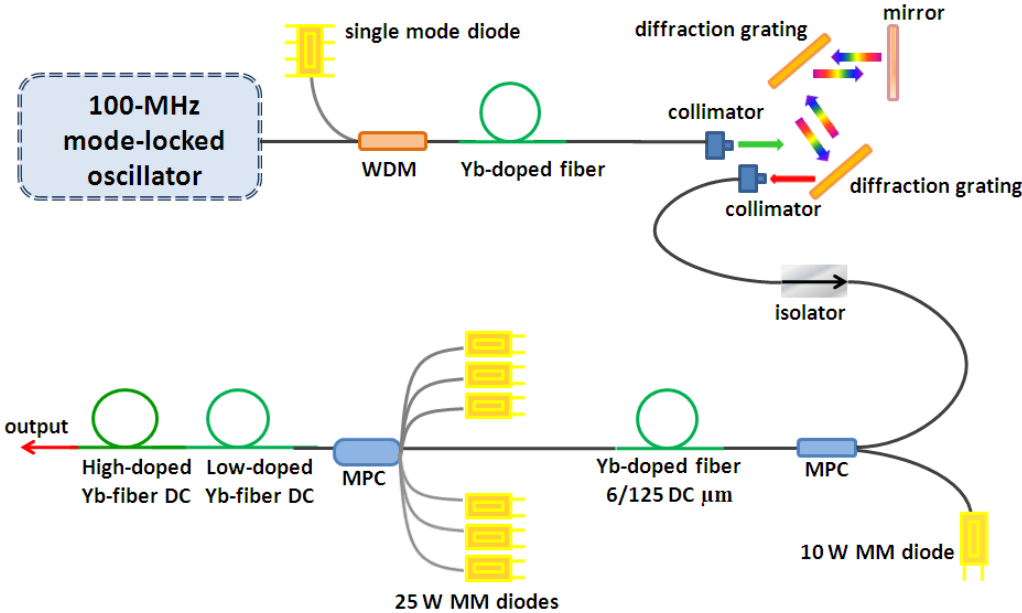 single mode diode
100-MHz
mode-locked
oscillator
WDM
Yb-doped fiber
collimator
diffraction grating
mirror
collimator
diffraction grating
isolator
output
High-doped
Yb-fiber DC
Low-doped
Yb-fiber DC
MPC
25 W MM diodes
Yb-doped fiber
6/125 DC μm
MPC
10 W MM diode